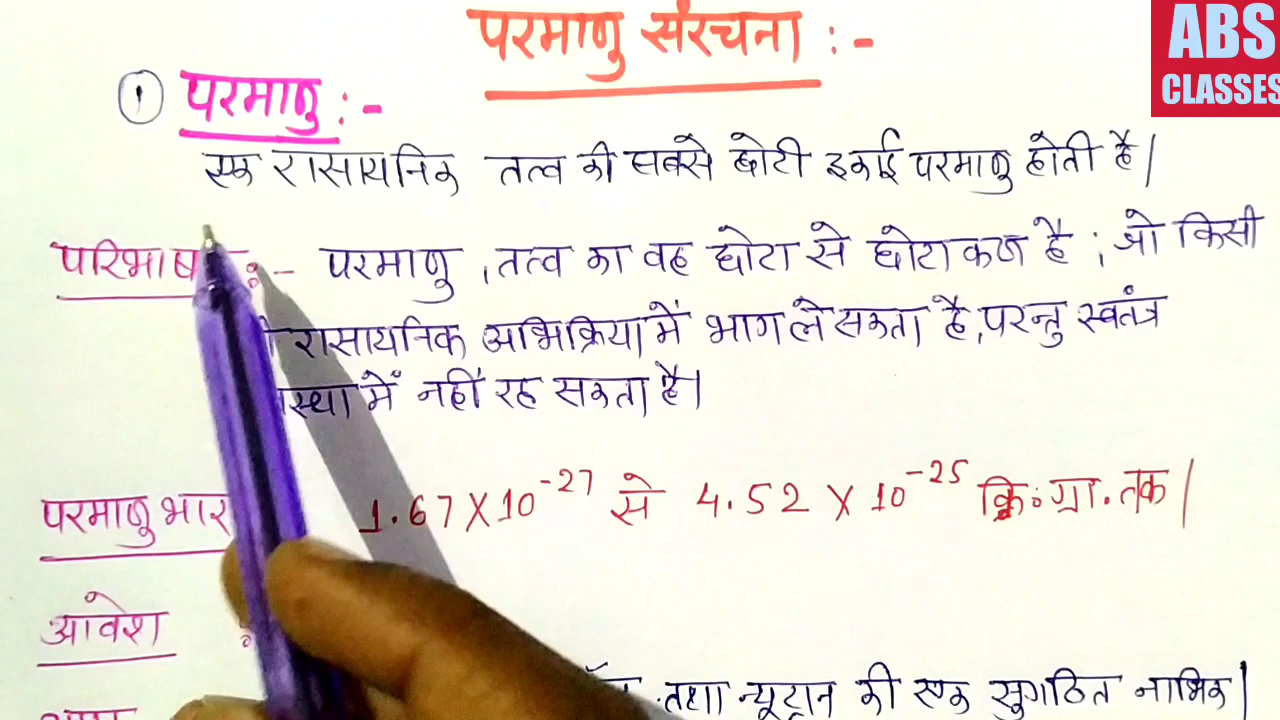 परमाणु संरचना :-
ABS
CLASSES
① परमाणु :-
एक रासायनिक तत्व की सबसे छोटी इकाई परमाणु होती है|
परिभाषा :- परमाणु, तत्व का वह छोटा से छोटा कण है ; जो किसी
रासायनिक अभिक्रिया में भाग ले सकता है, परन्तु स्वतंत्र
में नहीं रह सकता है।
परमाणु भार 1.67 X 10⁻²⁷ से 4.52 X 10⁻²⁵ कि.ग्रा. तक |
आवेश :
तथा न्यूट्रान की एक सुगठित नाभिक|